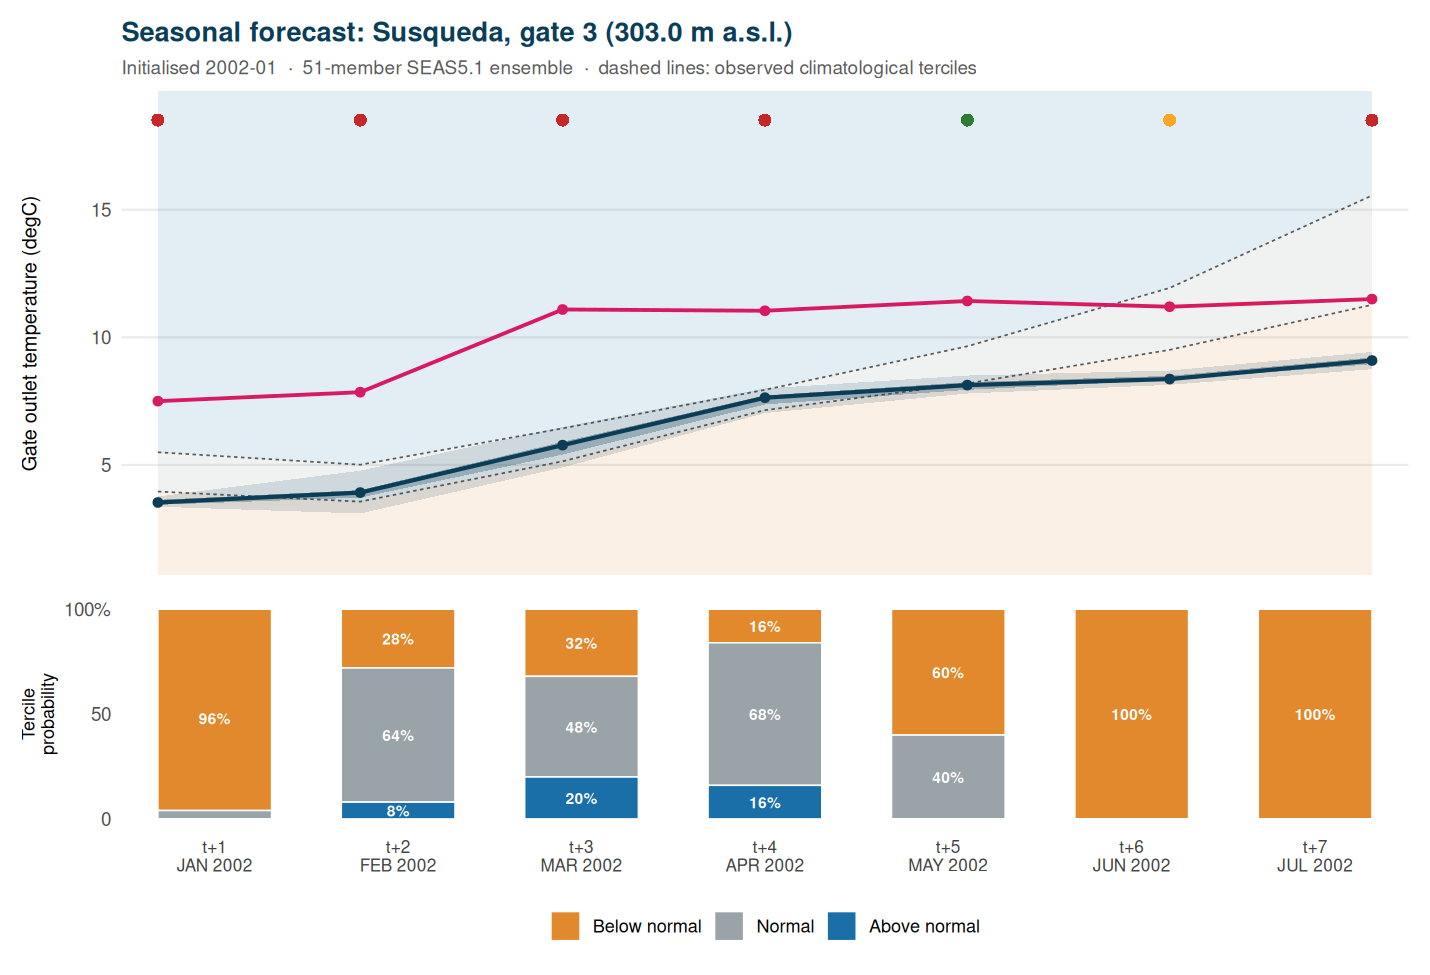 Seasonal forecast: Susqueda, gate 3 (303.0 m a.s.l.)
Initialised 2002-01 · 51-member SEAS5.1 ensemble · dashed lines: observed climatological terciles
Gate outlet temperature (degC)
15
10
5
Tercile
probability
100%
50
0
96%
28%
64%
8%
32%
48%
20%
16%
68%
16%
60%
40%
100%
100%
t+1
JAN 2002
t+2
FEB 2002
t+3
MAR 2002
t+4
APR 2002
t+5
MAY 2002
t+6
JUN 2002
t+7
JUL 2002
Below normal
Normal
Above normal